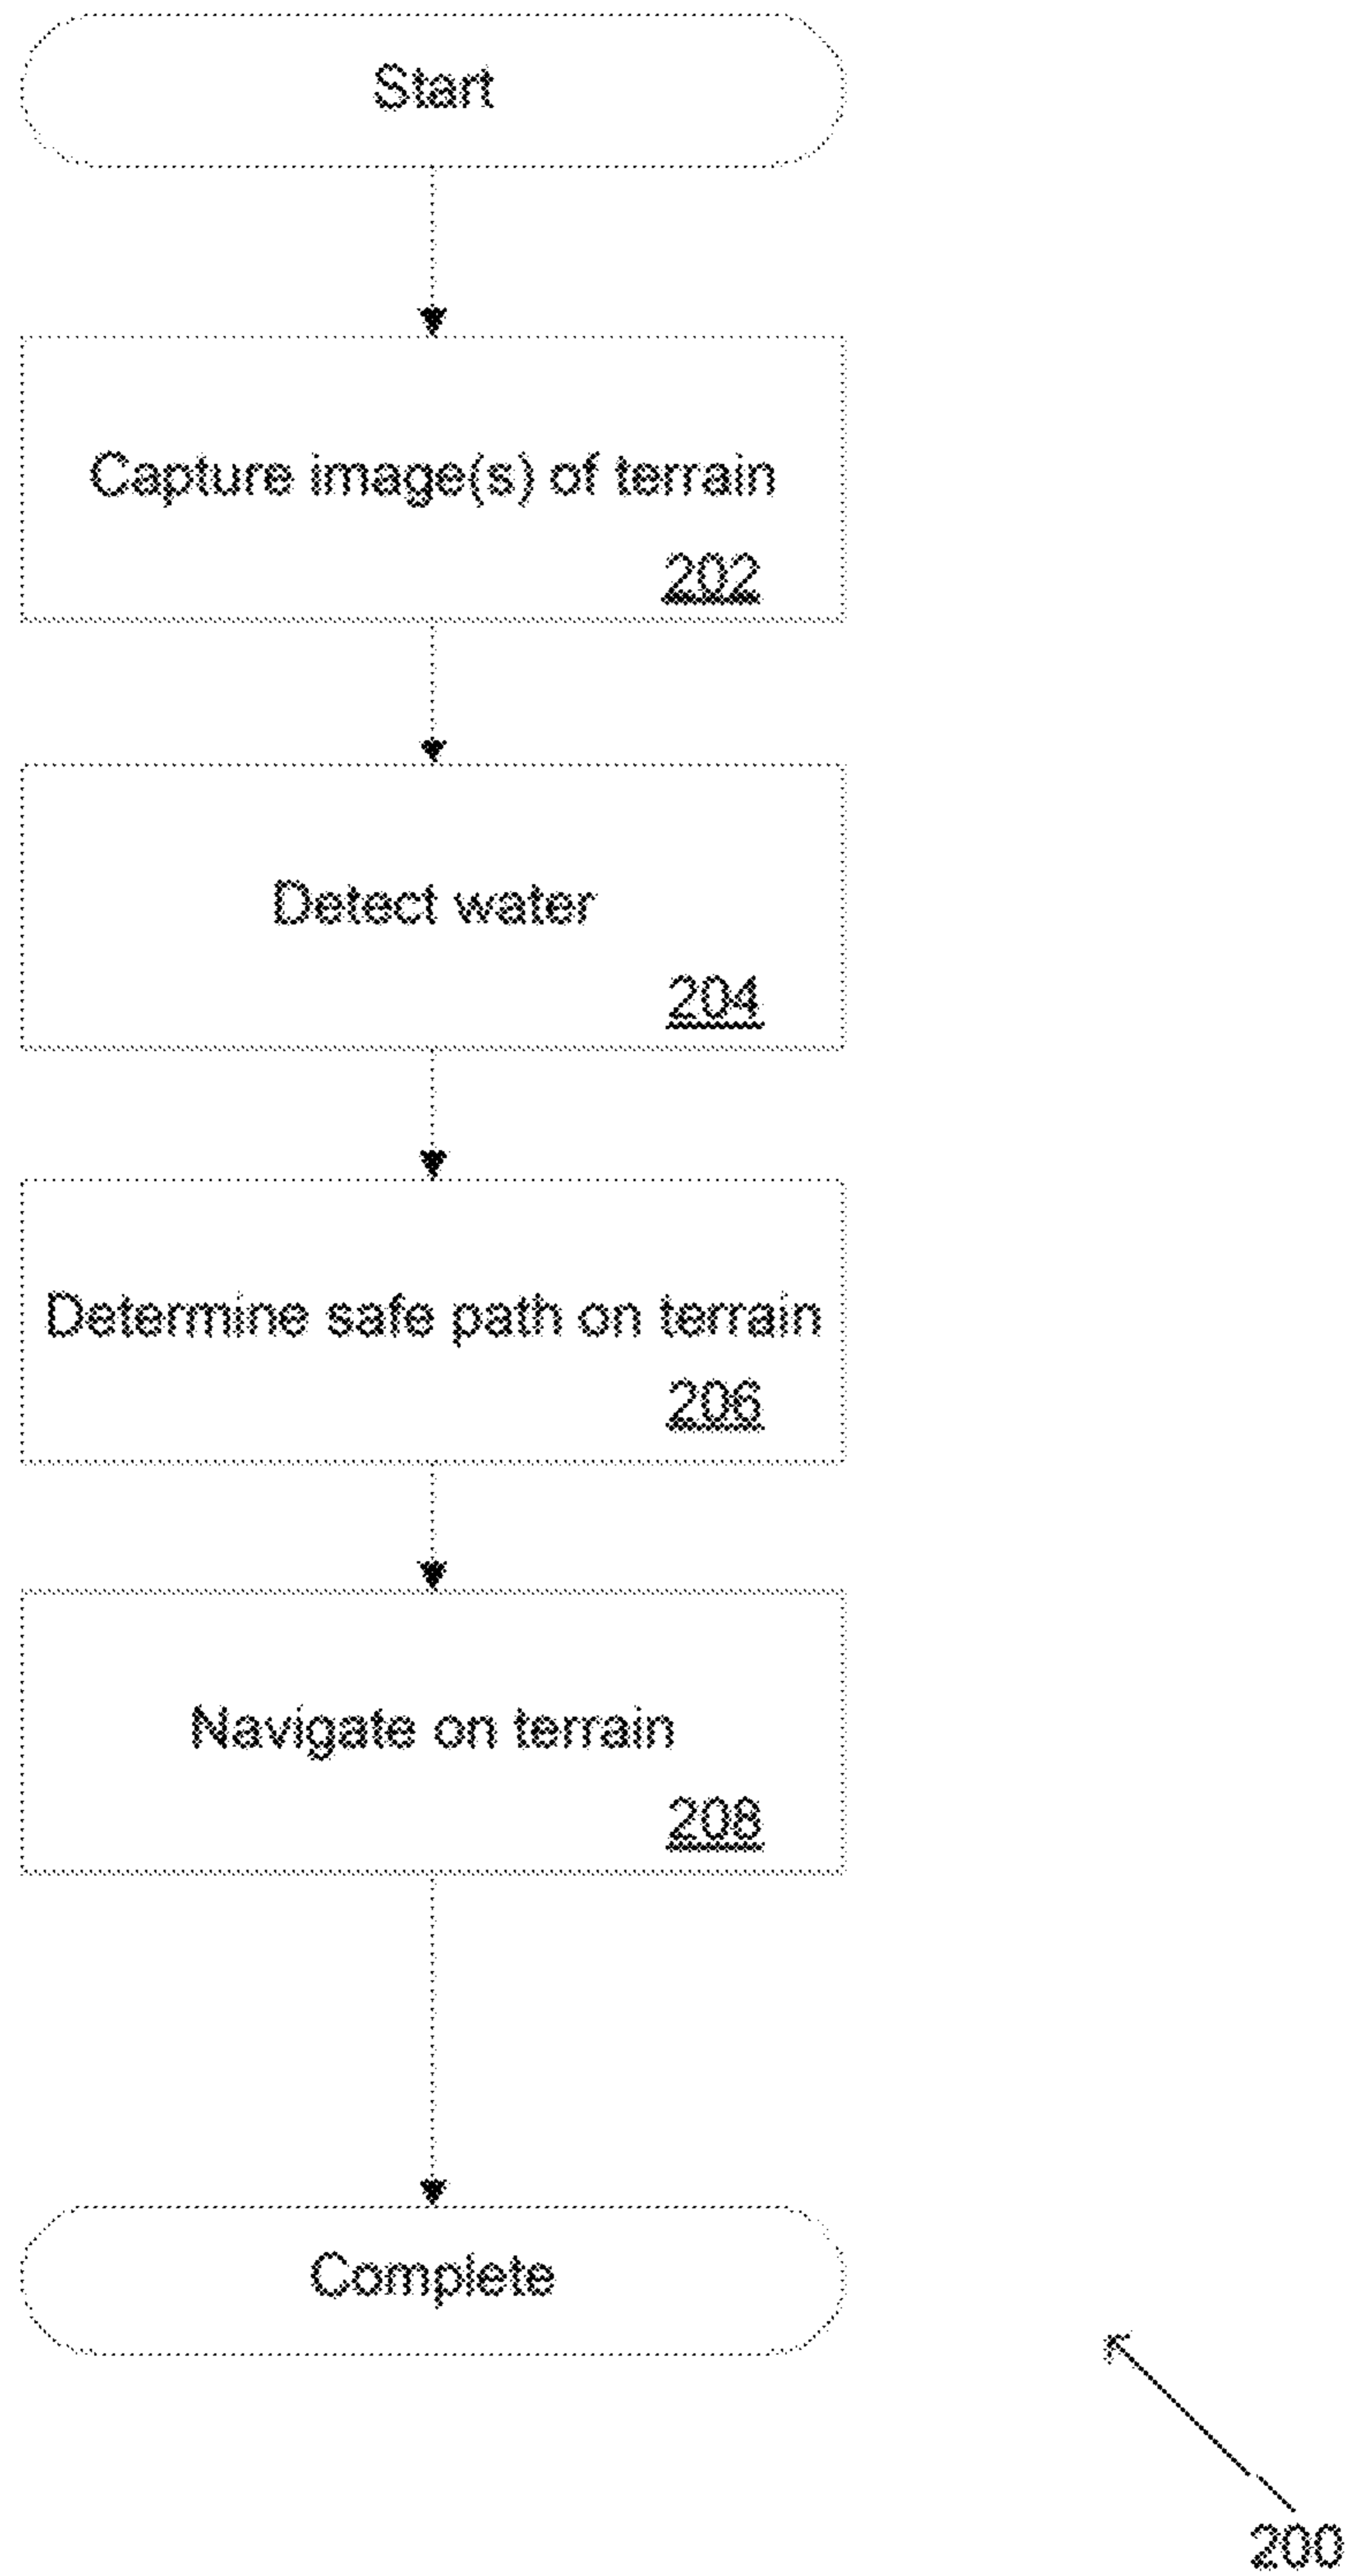 Start
Capture image(s) of terrain
202
Detect water
204
Determine safe path on terrain
206
Navigate on terrain
208
Complete
200